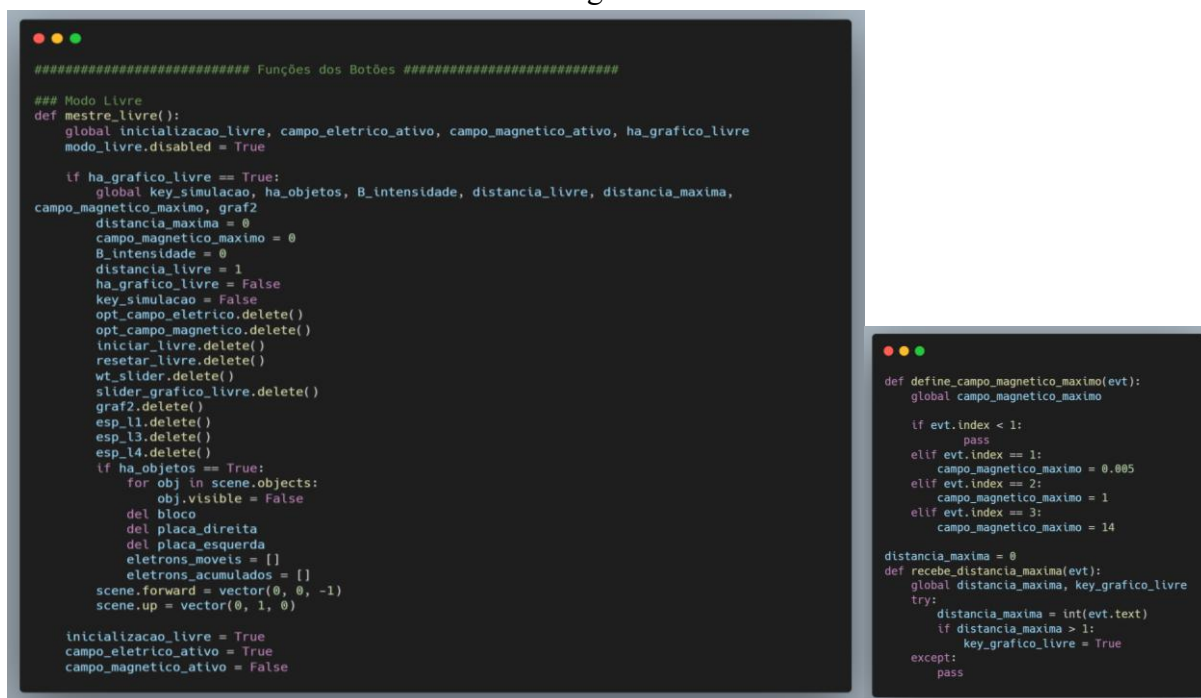 ############################ Funções dos Botões ############################
### Modo Livre
def mestre_livre():
    global inicializacao_livre, campo_eletrico_ativo, campo_magnetico_ativo, ha_grafico_livre
    modo_livre.disabled = True
    if ha_grafico_livre == True:
        global key_simulacao, ha_objetos, B_intensidade, distancia_livre, distancia_maxima,
campo_magnetico_maximo, graf2
        distancia_maxima = 0
        campo_magnetico_maximo = 0
        B_intensidade = 0
        distancia_livre = 1
        ha_grafico_livre = False
        key_simulacao = False
        opt_campo_eletrico.delete()
        opt_campo_magnetico.delete()
        iniciar_livre.delete()
        resetar_livre.delete()
        wt_slider.delete()
        slider_grafico_livre.delete()
        graf2.delete()
        esp_l1.delete()
        esp_l3.delete()
        esp_l4.delete()
        if ha_objetos == True:
            for obj in scene.objects:
                obj.visible = False
            del bloco
            del placa_direita
            del placa_esquerda
            eletrons_moveis = []
            eletrons_acumulados = []
        scene.forward = vector(0, 0, -1)
        scene.up = vector(0, 1, 0)
    inicializacao_livre = True
    campo_eletrico_ativo = True
    campo_magnetico_ativo = False
def define_campo_magnetico_maximo(evt):
    global campo_magnetico_maximo
    if evt.index < 1:
            pass
    elif evt.index == 1:
        campo_magnetico_maximo = 0.005
    elif evt.index == 2:
        campo_magnetico_maximo = 1
    elif evt.index == 3:
        campo_magnetico_maximo = 14
distancia_maxima = 0
def recebe_distancia_maxima(evt):
    global distancia_maxima, key_grafico_livre
    try:
        distancia_maxima = int(evt.text)
        if distancia_maxima > 1:
            key_grafico_livre = True
    except:
        pass